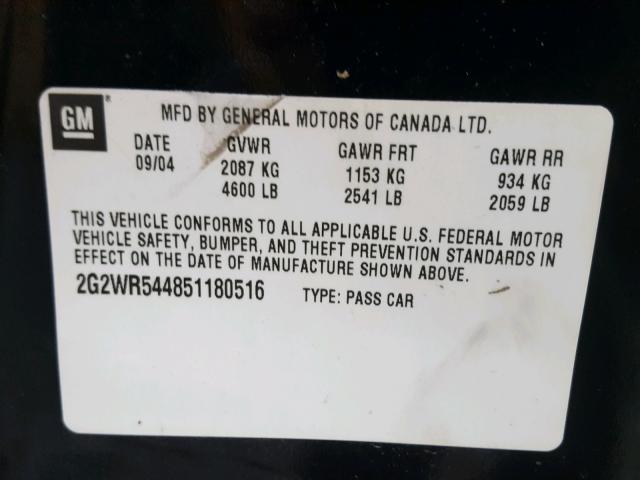 GM®
MFD BY GENERAL MOTORS OF CANADA LTD.
DATE GVWR GAWR FRT GAWR RR
09/04 2087 KG 1153 KG 934 KG
4600 LB 2541 LB 2059 LB
THIS VEHICLE CONFORMS TO ALL APPLICABLE U.S. FEDERAL MOTOR
VEHICLE SAFETY, BUMPER, AND THEFT PREVENTION STANDARDS IN
EFFECT ON THE DATE OF MANUFACTURE SHOWN ABOVE.
2G2WR544851180516 TYPE: PASS CAR